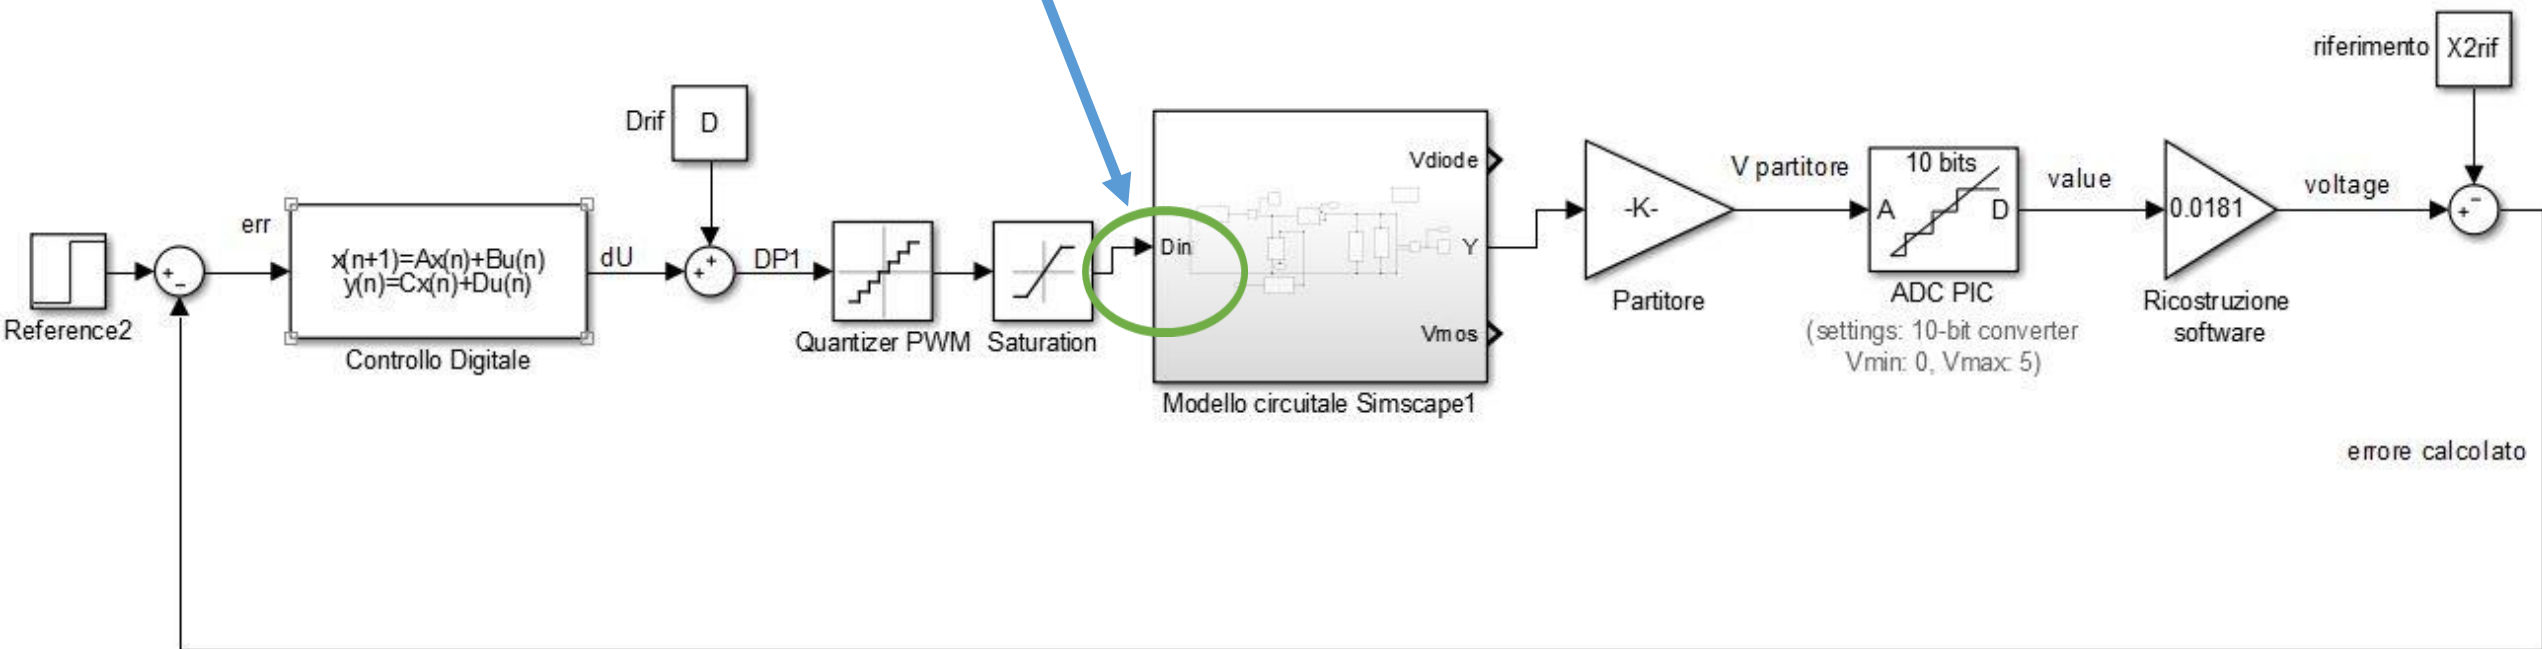 Reference2
err
x(n+1)=Ax(n)+Bu(n)
y(n)=Cx(n)+Du(n)
Controllo Digitale
dU
Drif
D
DP1
Quantizer PWM
Saturation
Din
Vdiode
Y
Vmos
Modello circuitale Simscape1
-K-
Partitore
V partitore
10 bits
A
D
ADC PIC
(settings: 10-bit converter
Vmin: 0, Vmax: 5)
value
0.0181
Ricostruzione
software
voltage
riferimento
X2rif
errore calcolato